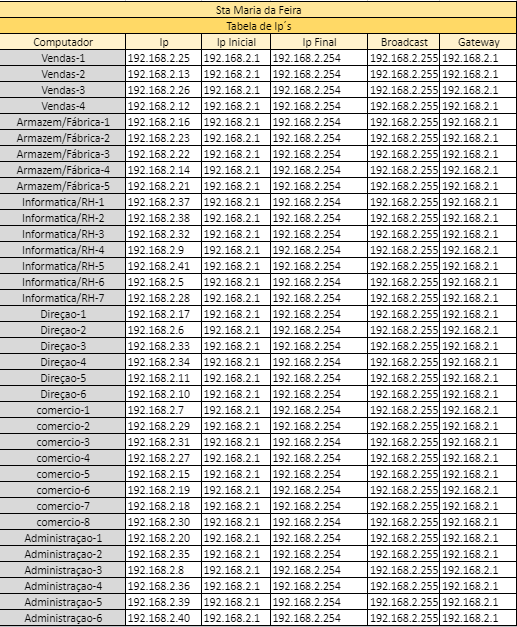 Sta Maria da Feira
Tabela de Ip´s
Computador Ip Ip Inicial Ip Final Broadcast Gateway
Vendas-1 192.168.2.25 192.168.2.1 192.168.2.254 192.168.2.255 192.168.2.1
Vendas-2 192.168.2.13 192.168.2.1 192.168.2.254 192.168.2.255 192.168.2.1
Vendas-3 192.168.2.26 192.168.2.1 192.168.2.254 192.168.2.255 192.168.2.1
Vendas-4 192.168.2.12 192.168.2.1 192.168.2.254 192.168.2.255 192.168.2.1
Armazem/Fábrica-1 192.168.2.16 192.168.2.1 192.168.2.254 192.168.2.255 192.168.2.1
Armazem/Fábrica-2 192.168.2.23 192.168.2.1 192.168.2.254 192.168.2.255 192.168.2.1
Armazem/Fábrica-3 192.168.2.22 192.168.2.1 192.168.2.254 192.168.2.255 192.168.2.1
Armazem/Fábrica-4 192.168.2.14 192.168.2.1 192.168.2.254 192.168.2.255 192.168.2.1
Armazem/Fábrica-5 192.168.2.21 192.168.2.1 192.168.2.254 192.168.2.255 192.168.2.1
Informatica/RH-1 192.168.2.37 192.168.2.1 192.168.2.254 192.168.2.255 192.168.2.1
Informatica/RH-2 192.168.2.38 192.168.2.1 192.168.2.254 192.168.2.255 192.168.2.1
Informatica/RH-3 192.168.2.32 192.168.2.1 192.168.2.254 192.168.2.255 192.168.2.1
Informatica/RH-4 192.168.2.9 192.168.2.1 192.168.2.254 192.168.2.255 192.168.2.1
Informatica/RH-5 192.168.2.41 192.168.2.1 192.168.2.254 192.168.2.255 192.168.2.1
Informatica/RH-6 192.168.2.5 192.168.2.1 192.168.2.254 192.168.2.255 192.168.2.1
Informatica/RH-7 192.168.2.28 192.168.2.1 192.168.2.254 192.168.2.255 192.168.2.1
Direçao-1 192.168.2.17 192.168.2.1 192.168.2.254 192.168.2.255 192.168.2.1
Direçao-2 192.168.2.6 192.168.2.1 192.168.2.254 192.168.2.255 192.168.2.1
Direçao-3 192.168.2.33 192.168.2.1 192.168.2.254 192.168.2.255 192.168.2.1
Direçao-4 192.168.2.34 192.168.2.1 192.168.2.254 192.168.2.255 192.168.2.1
Direçao-5 192.168.2.11 192.168.2.1 192.168.2.254 192.168.2.255 192.168.2.1
Direçao-6 192.168.2.10 192.168.2.1 192.168.2.254 192.168.2.255 192.168.2.1
comercio-1 192.168.2.7 192.168.2.1 192.168.2.254 192.168.2.255 192.168.2.1
comercio-2 192.168.2.29 192.168.2.1 192.168.2.254 192.168.2.255 192.168.2.1
comercio-3 192.168.2.31 192.168.2.1 192.168.2.254 192.168.2.255 192.168.2.1
comercio-4 192.168.2.27 192.168.2.1 192.168.2.254 192.168.2.255 192.168.2.1
comercio-5 192.168.2.15 192.168.2.1 192.168.2.254 192.168.2.255 192.168.2.1
comercio-6 192.168.2.19 192.168.2.1 192.168.2.254 192.168.2.255 192.168.2.1
comercio-7 192.168.2.18 192.168.2.1 192.168.2.254 192.168.2.255 192.168.2.1
comercio-8 192.168.2.30 192.168.2.1 192.168.2.254 192.168.2.255 192.168.2.1
Administraçao-1 192.168.2.20 192.168.2.1 192.168.2.254 192.168.2.255 192.168.2.1
Administraçao-2 192.168.2.35 192.168.2.1 192.168.2.254 192.168.2.255 192.168.2.1
Administraçao-3 192.168.2.8 192.168.2.1 192.168.2.254 192.168.2.255 192.168.2.1
Administraçao-4 192.168.2.36 192.168.2.1 192.168.2.254 192.168.2.255 192.168.2.1
Administraçao-5 192.168.2.39 192.168.2.1 192.168.2.254 192.168.2.255 192.168.2.1
Administraçao-6 192.168.2.40 192.168.2.1 192.168.2.254 192.168.2.255 192.168.2.1